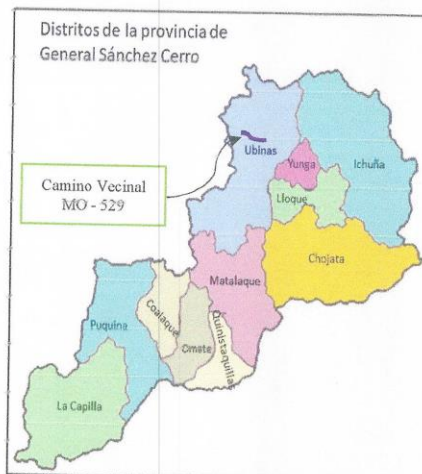 Distritos de la provincia de
General Sánchez Cerro
Ubinas
Yunga
Ichuña
Camino Vecinal
MO - 529
Lloque
Chojata
Matalaque
Coalaque
Quinistaquillas
Puquina
Omate
La Capilla